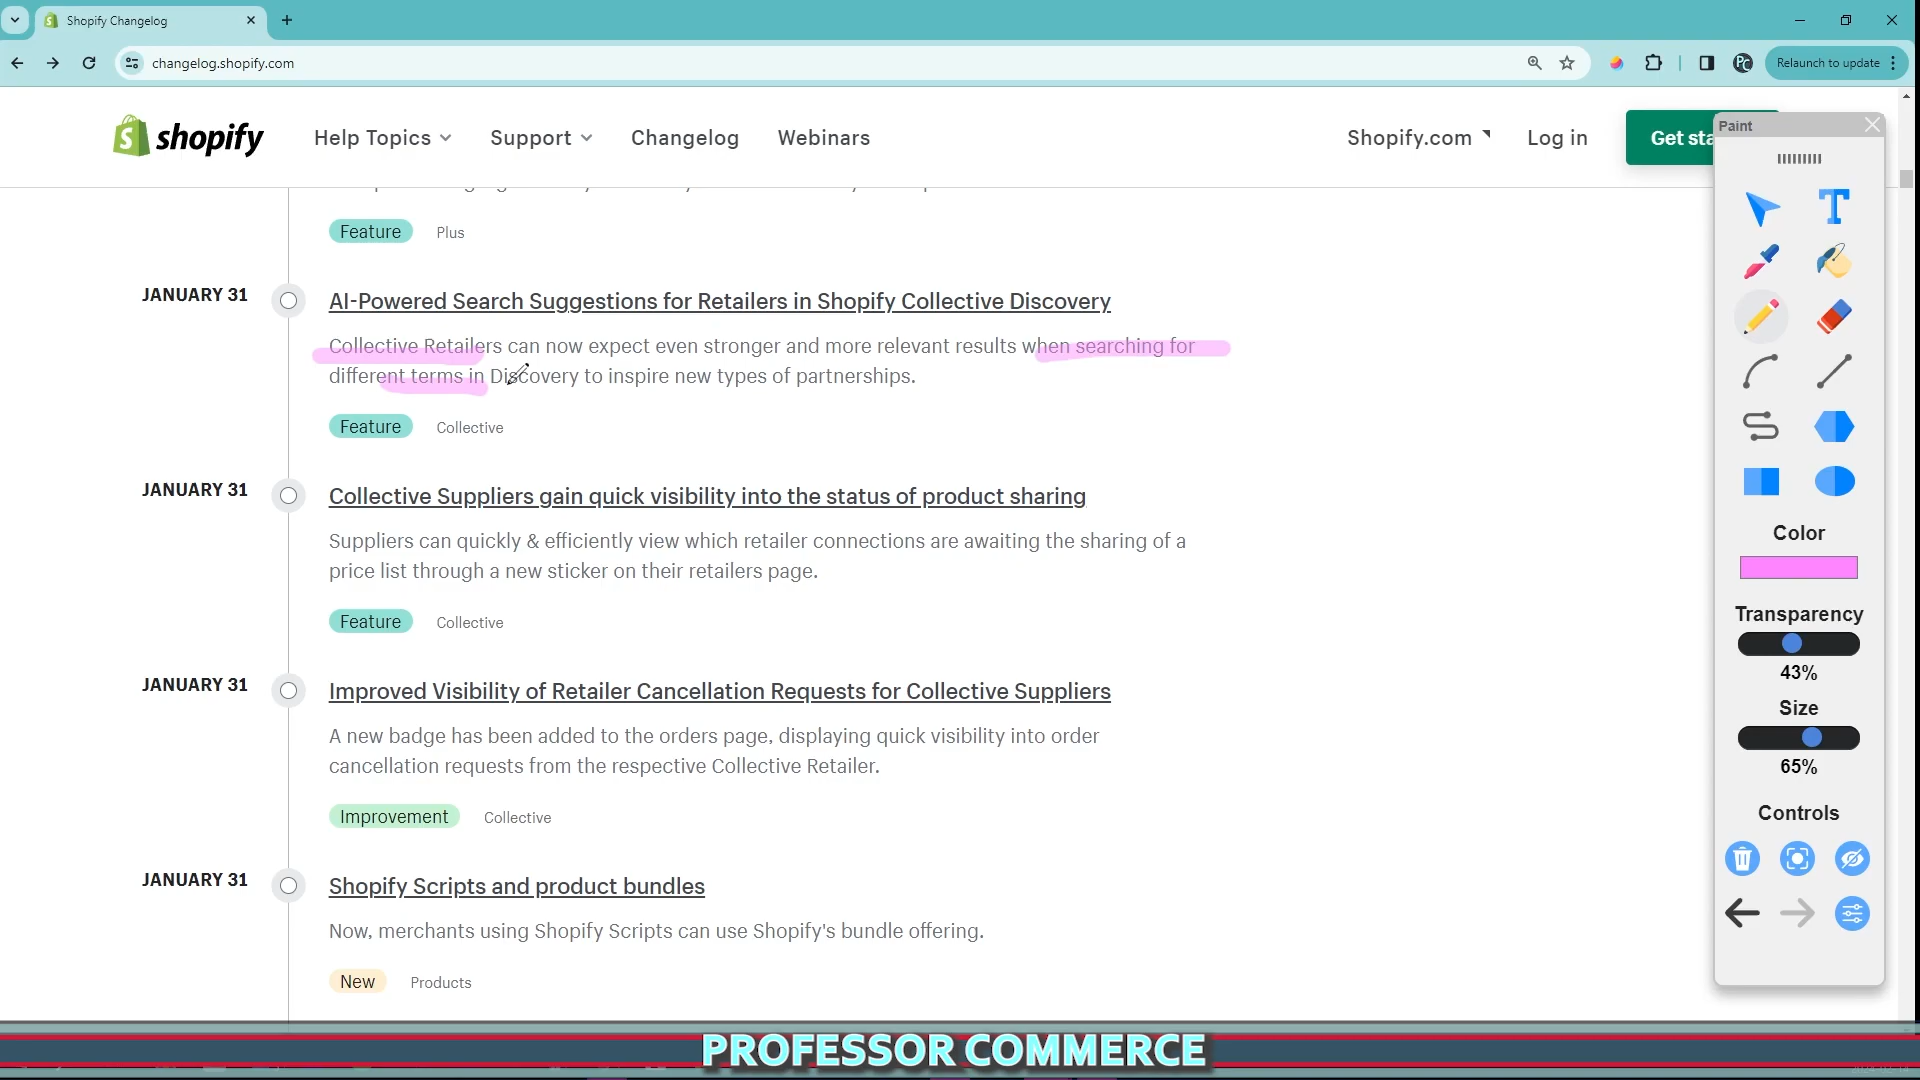 Shopify Changelog
changelog.shopify.com
PC
Relaunch to update
shopify
Help Topics
Support
Changelog
Webinars
Shopify.com
Log in
Get sta
Feature Plus
JANUARY 31
AI-Powered Search Suggestions for Retailers in Shopify Collective Discovery
Collective Retailers can now expect even stronger and more relevant results when searching for
different terms in Discovery to inspire new types of partnerships.
Feature Collective
JANUARY 31
Collective Suppliers gain quick visibility into the status of product sharing
Suppliers can quickly & efficiently view which retailer connections are awaiting the sharing of a
price list through a new sticker on their retailers page.
Feature Collective
JANUARY 31
Improved Visibility of Retailer Cancellation Requests for Collective Suppliers
A new badge has been added to the orders page, displaying quick visibility into order
cancellation requests from the respective Collective Retailer.
Improvement Collective
JANUARY 31
Shopify Scripts and product bundles
Now, merchants using Shopify Scripts can use Shopify's bundle offering.
New Products
Paint
T
Color
Transparency
43%
Size
65%
Controls
PROFESSOR COMMERCE